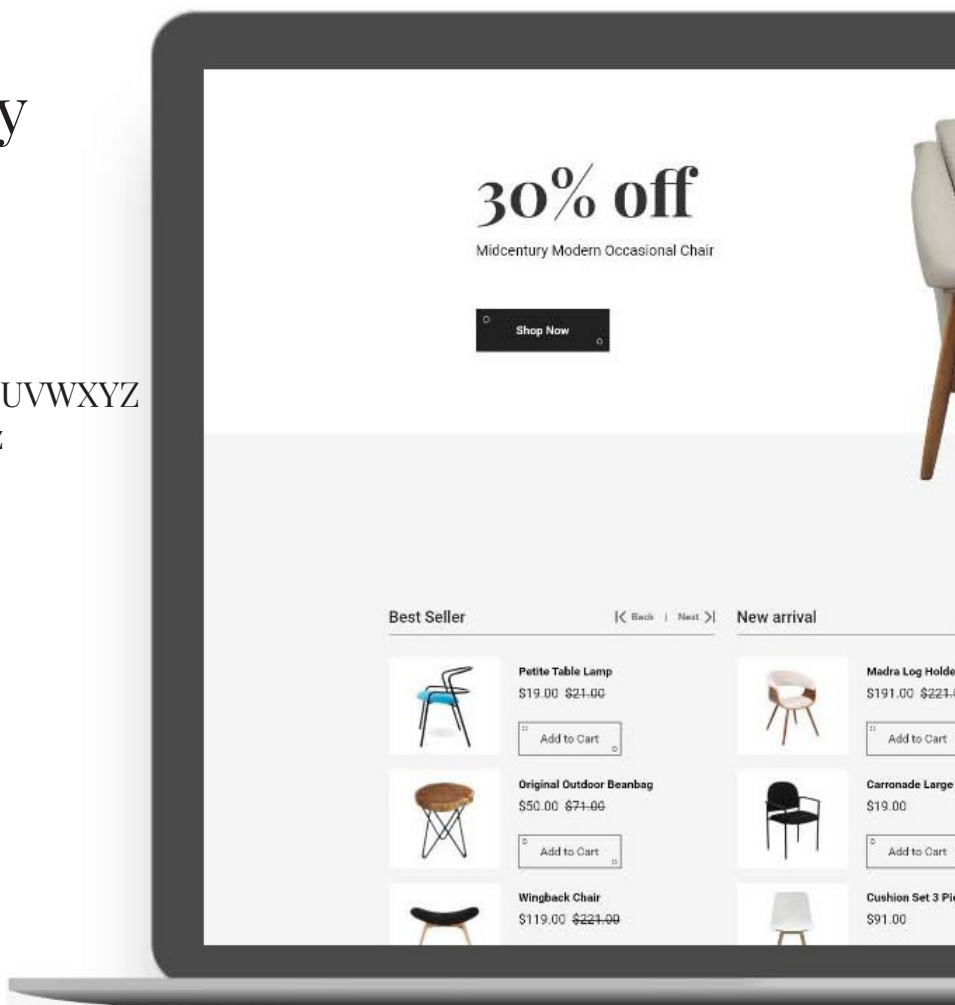 y
UVWXYZ
z
30% off
Midcentury Modern Occasional Chair
Shop Now
Best Seller
Back | Next
Petite Table Lamp
$19.00 $21.00
Add to Cart
Original Outdoor Beanbag
$50.00 $71.00
Add to Cart
Wingback Chair
$119.00 $221.00
New arrival
Madra Log Holde
$191.00 $221.0
Add to Cart
Carronade Large
$19.00
Add to Cart
Cushion Set 3 Pie
$91.00